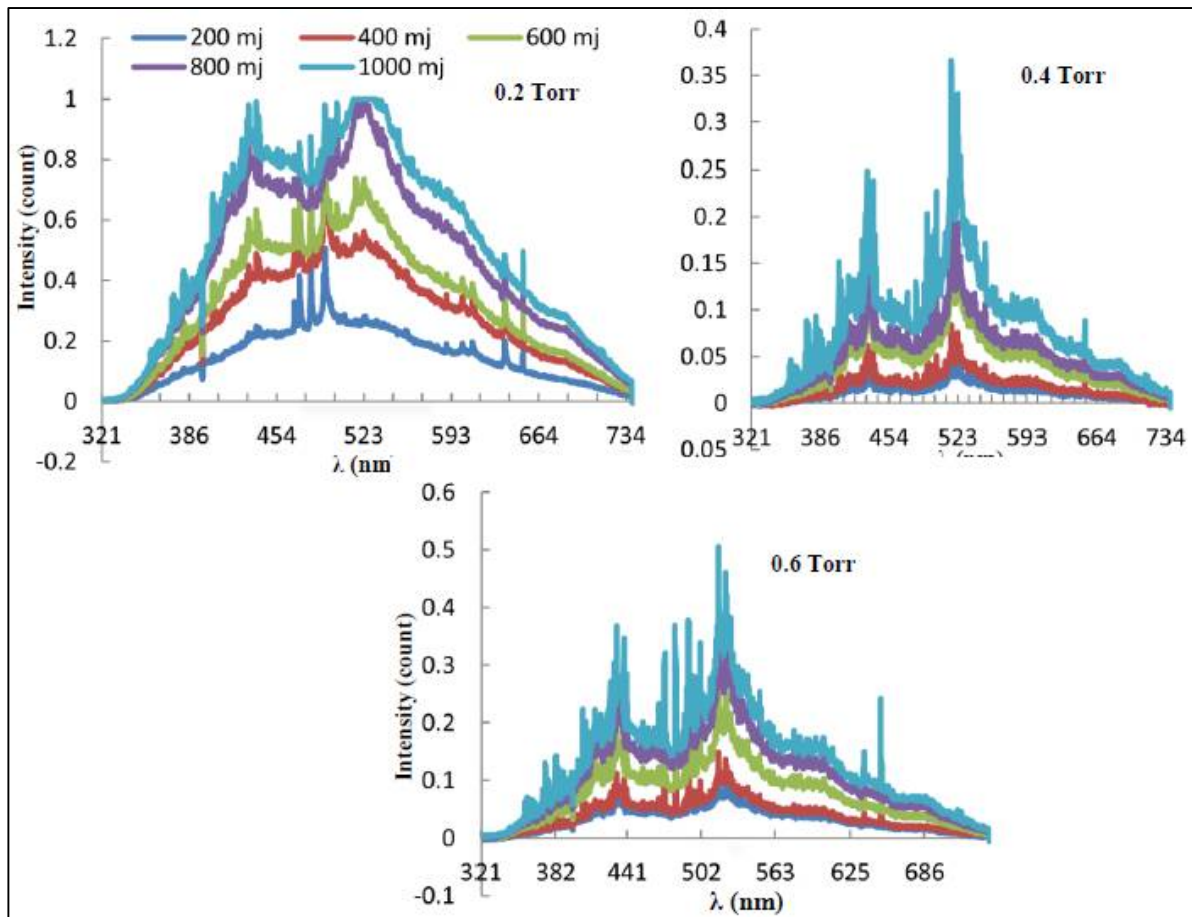 200 mj 400 mj 600 mj
800 mj 1000 mj
0.2 Torr
Intensity (count)
1.2
1
0.8
0.6
0.4
0.2
0
-0.2
321 386 454 523 593 664 734
λ (nm
0.4 Torr
0.4
0.35
0.3
0.25
0.2
0.15
0.1
0.05
0
0.05
321 386 454 523 593 664 734
λ (nm)
0.6 Torr
Intensity (count)
0.6
0.5
0.4
0.3
0.2
0.1
0
-0.1
321 382 441 502 563 625 686
λ (nm)